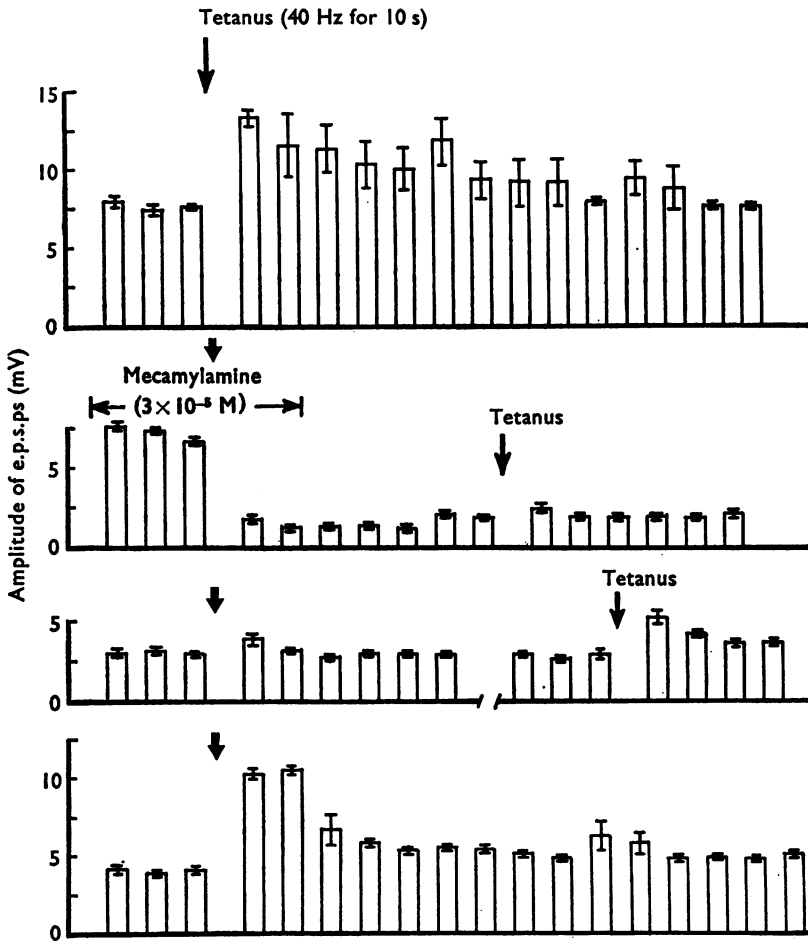 Tetanus (40 Hz for 10 s)
15
10
5
0
Mecamylamine
(3×10⁻⁵ M)
Tetanus
5
0
Tetanus
5
0
10
5
0
Amplitude of e.p.s.ps (mV)